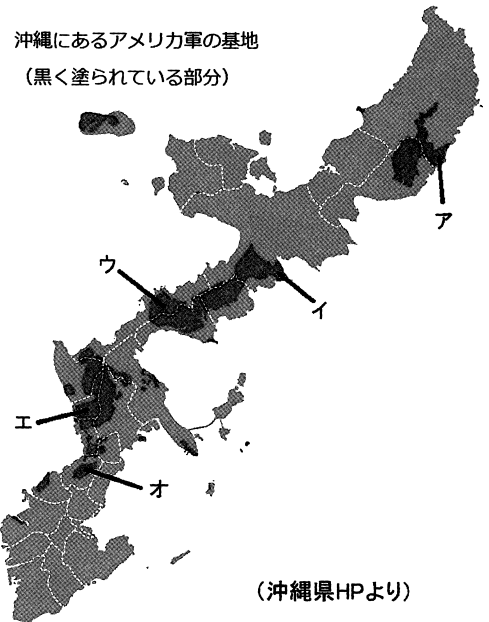 沖縄にあるアメリカ軍の基地
（黒く塗られている部分）
ア
ウ
イ
エ
オ
（沖縄県HPより）